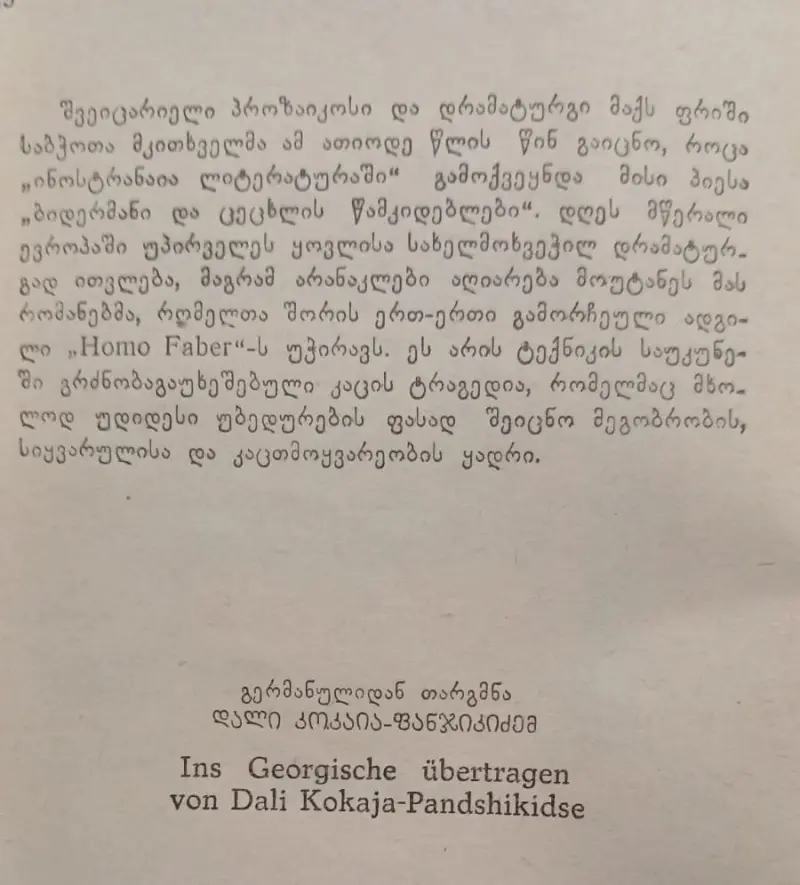 შვეიცარიელი პროზაიკოსი და დრამატურგი მაქს ფრიში
საბჭოთა მკითხველმა ამ ათიოდე წლის წინ გაიცნო, როცა
„ინოსტრანაია ლიტერატურაში“ გამოქვეყნდა მისი პიესა
„ბიდერმანი და ცეცხლის წამკიდებლები“. დღეს მწერალი
ევროპაში უპირველეს ყოვლისა სახელმოხვეჭილ დრამატურ-
გად ითვლება, მაგრამ არანაკლები აღიარება მოუტანეს მას
რომანებმა, რომელთა შორის ერთ-ერთი გამორჩეული ადგი-
ლი „Homo Faber“-ს უჭირავს. ეს არის ტექნიკის საუკუნე-
ში გრძნობაგაუხეშებული კაცის ტრაგედია, რომელმაც მხო-
ლოდ უდიდესი უბედურების ფასად შეიცნო მეგობრობის,
სიყვარულისა და კაცთმოყვარეობის ყადრი.
გერმანულიდან თარგმნა
დალი კოკაია-ფანჯიკიძემ
Ins Georgische übertragen
von Dali Kokaja-Pandshikidse